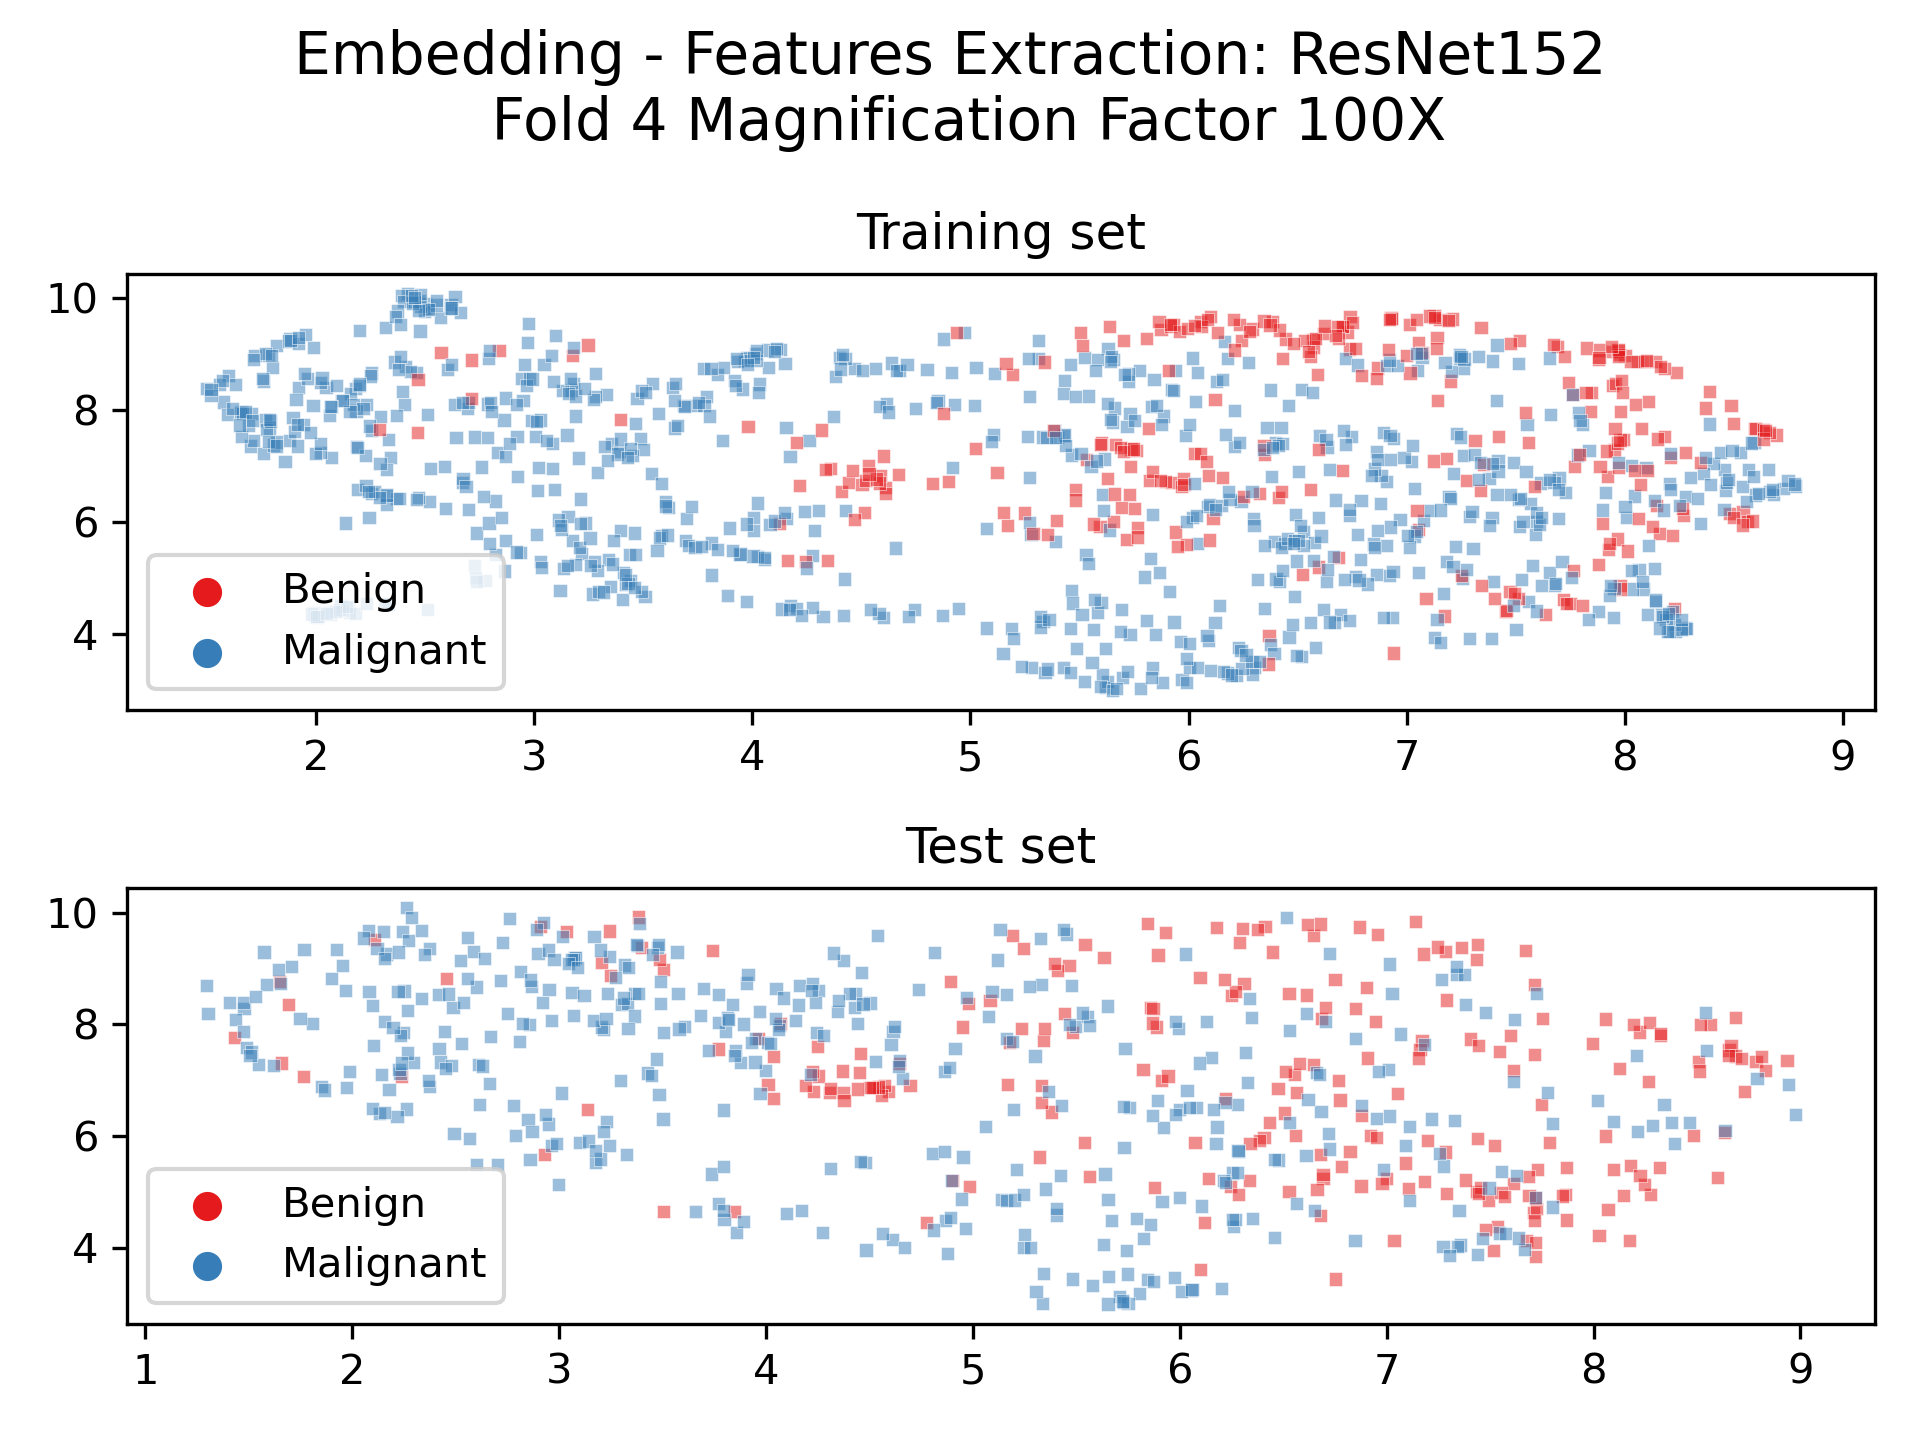 Embedding - Features Extraction: ResNet152
Fold 4 Magnification Factor 100X
Training set
10
8
6
4
Benign
Malignant
2 3 4 5 6 7 8 9
Test set
10
8
6
4
Benign
Malignant
1 2 3 4 5 6 7 8 9